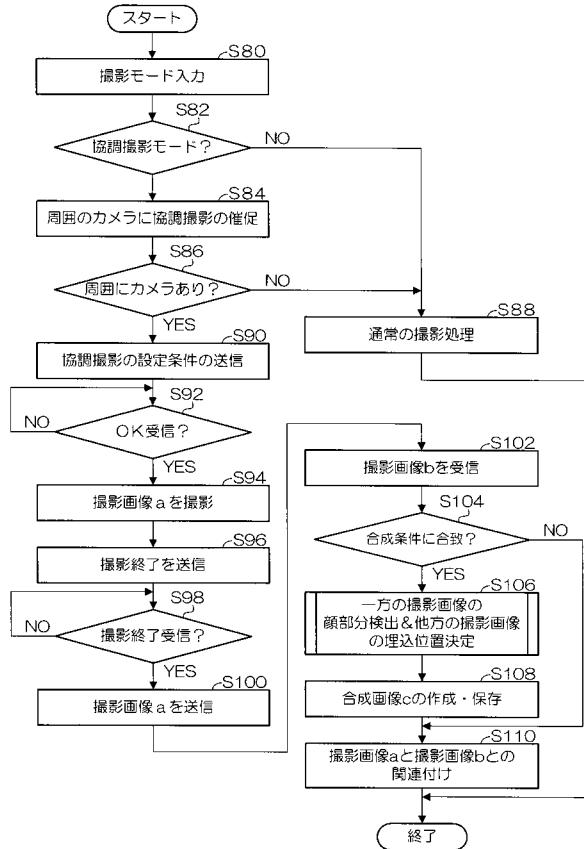 スタート
S80
撮影モード入力
S82
協調撮影モード？
NO
S84
周囲のカメラに協調撮影の催促
S86
周囲にカメラあり？
NO
YES
S88
通常の撮影処理
S90
協調撮影の設定条件の送信
S92
OK受信？
NO
YES
S94
撮影画像aを撮影
S96
撮影終了を送信
S98
撮影終了受信？
NO
YES
S100
撮影画像aを送信
S102
撮影画像bを受信
S104
合成条件に合致？
NO
YES
S106
一方の撮影画像の
顔部分検出＆他方の撮影画像
の埋込位置決定
S108
合成画像cの作成・保存
S110
撮影画像aと撮影画像bとの
関連付け
終了